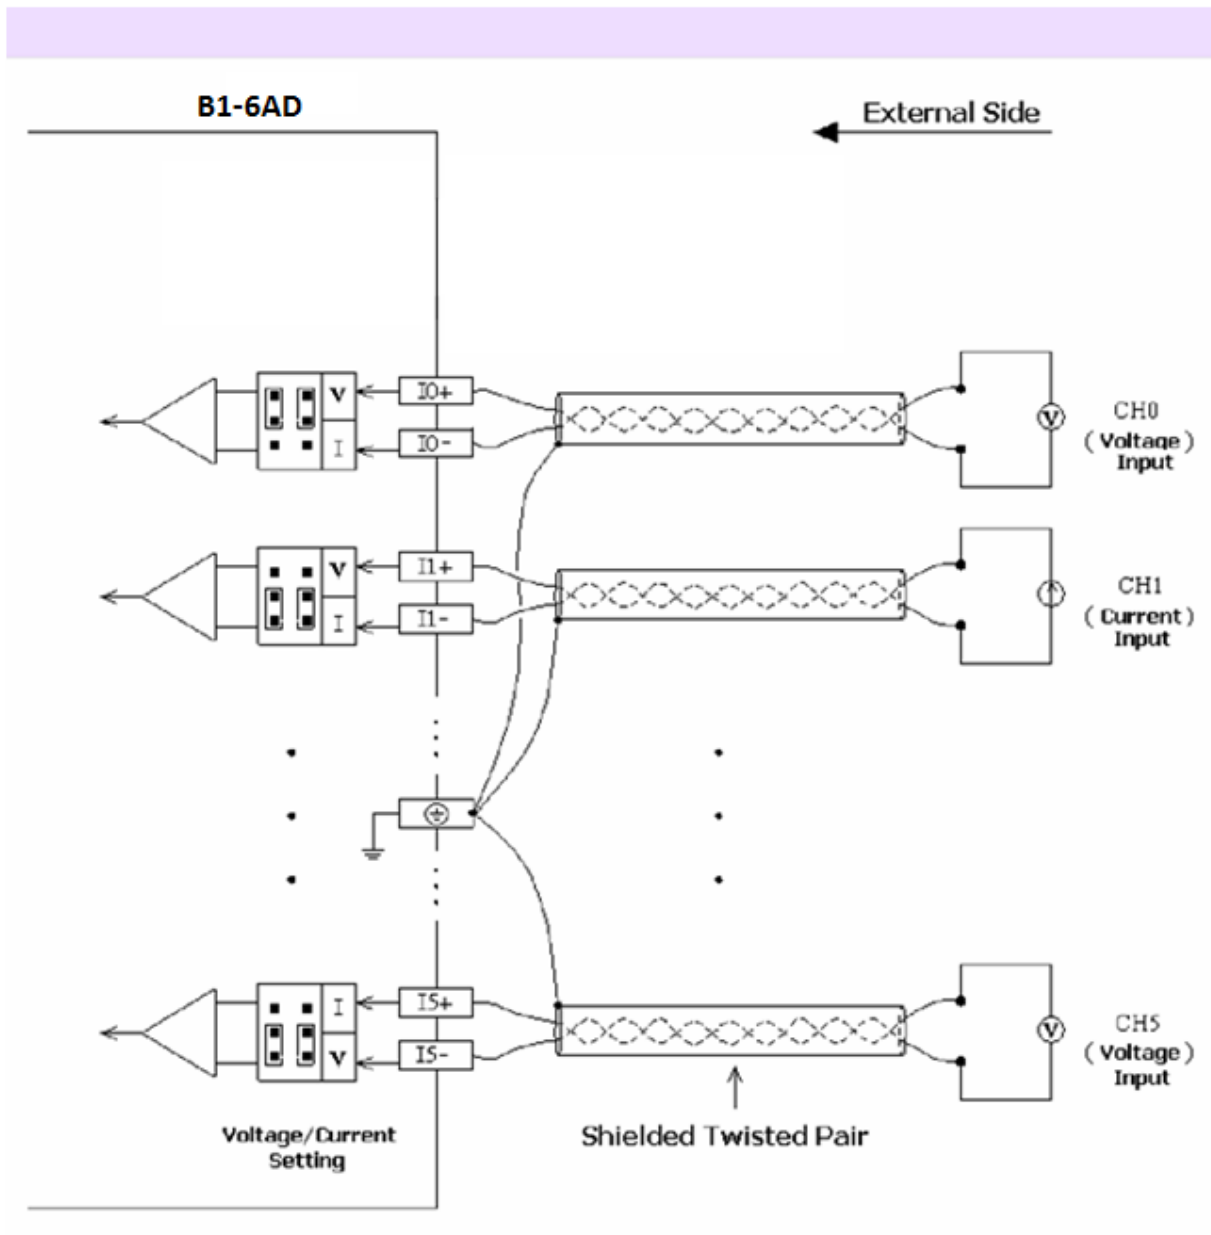 B1-6AD
External Side
V
I0+
I
I0-
V
CH0
( Voltage )
Input
V
I1+
I
I1-
CH1
( Current )
Input
I
I5+
V
I5-
V
CH5
( Voltage )
Input
Voltage/Current
Setting
Shielded Twisted Pair